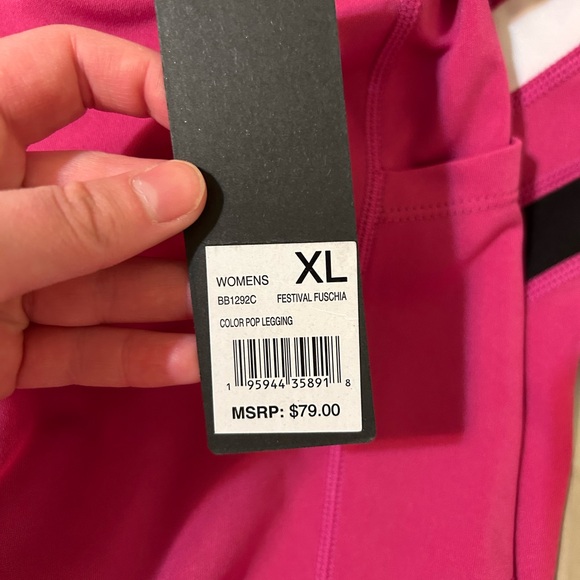 WOMENS XL
BB1292C FESTIVAL FUSCHIA
COLOR POP LEGGING
1 95944 35891 8
MSRP: $79.00